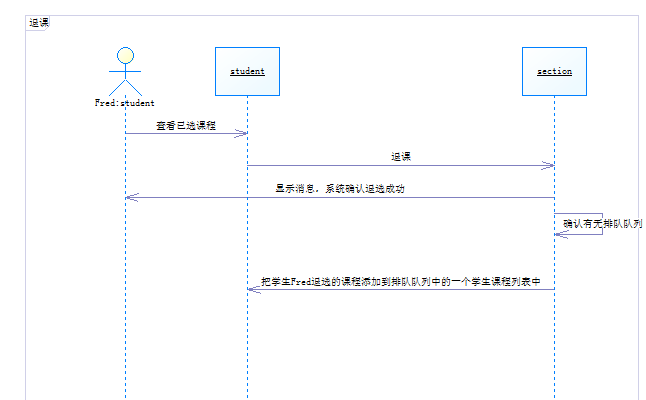 退课
student
section
Fred:student
查看已选课程
退课
显示消息，系统确认退选成功
确认有无排队队列
把学生Fred退选的课程添加到排队队列中的一个学生课程列表中